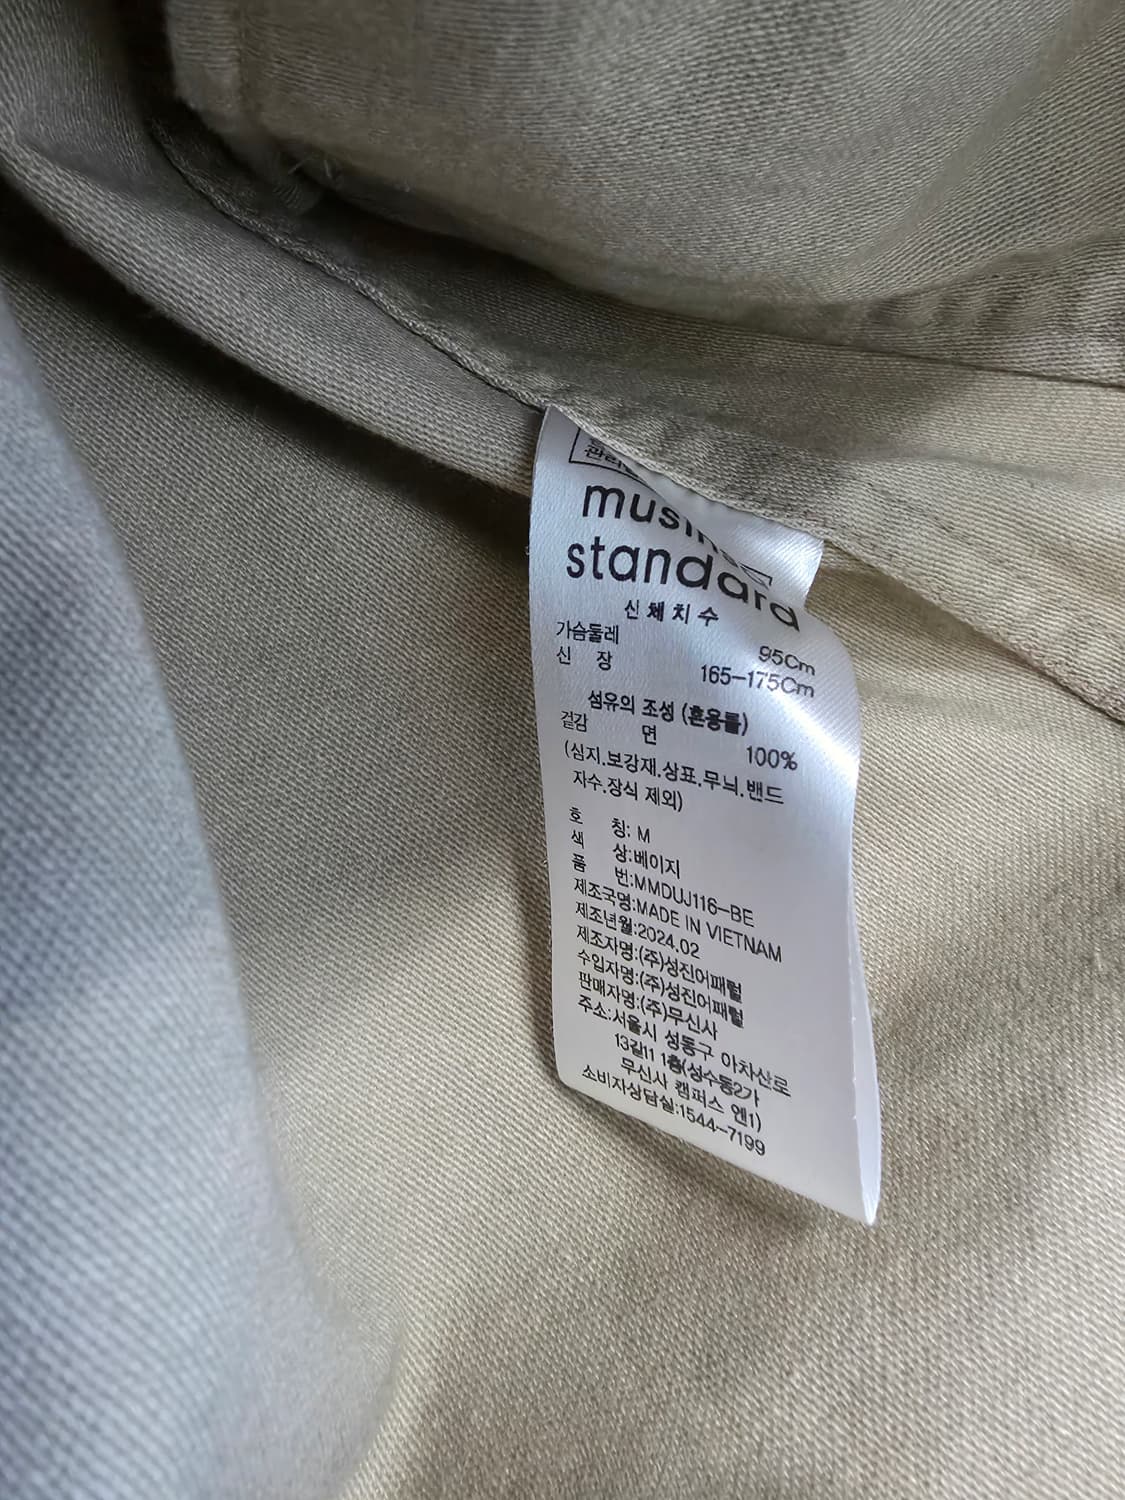 musin
standard
신체치수
가슴둘레 95Cm
신 장 165-175Cm
섬유의 조성 (혼용률)
겉감 면 100%
(심지.보강재.상표.무늬.밴드
자수.장식 제외)
호 칭: M
색 상:베이지
품 번:MMDUJ116-BE
제조국명:MADE IN VIETNAM
제조년월:2024.02
제조자명:(주)성진어패럴
수입자명:(주)성진어패럴
판매자명:(주)무신사
주소:서울시 성동구 아차산로
13길11 1층(성수동2가
무신사 캠퍼스 엔1)
소비자상담실:1544-7199